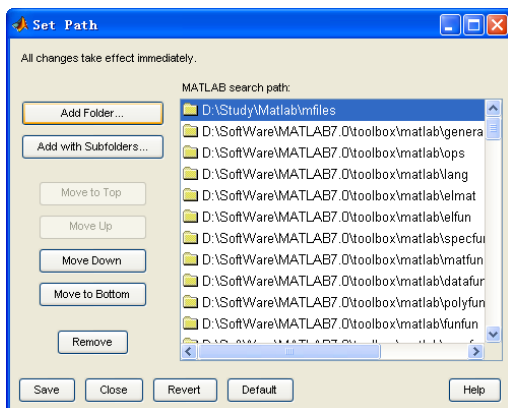 Set Path
All changes take effect immediately.
MATLAB search path:
Add Folder...
Add with Subfolders...
Move to Top
Move Up
Move Down
Move to Bottom
Remove
D:\Study\Matlab\mfiles
D:\SoftWare\MATLAB7.0\toolbox\matlab\genera
D:\SoftWare\MATLAB7.0\toolbox\matlab\ops
D:\SoftWare\MATLAB7.0\toolbox\matlab\lang
D:\SoftWare\MATLAB7.0\toolbox\matlab\elmat
D:\SoftWare\MATLAB7.0\toolbox\matlab\elfun
D:\SoftWare\MATLAB7.0\toolbox\matlab\specfun
D:\SoftWare\MATLAB7.0\toolbox\matlab\matfun
D:\SoftWare\MATLAB7.0\toolbox\matlab\datafun
D:\SoftWare\MATLAB7.0\toolbox\matlab\polyfun
D:\SoftWare\MATLAB7.0\toolbox\matlab\funfun
Save
Close
Revert
Default
Help